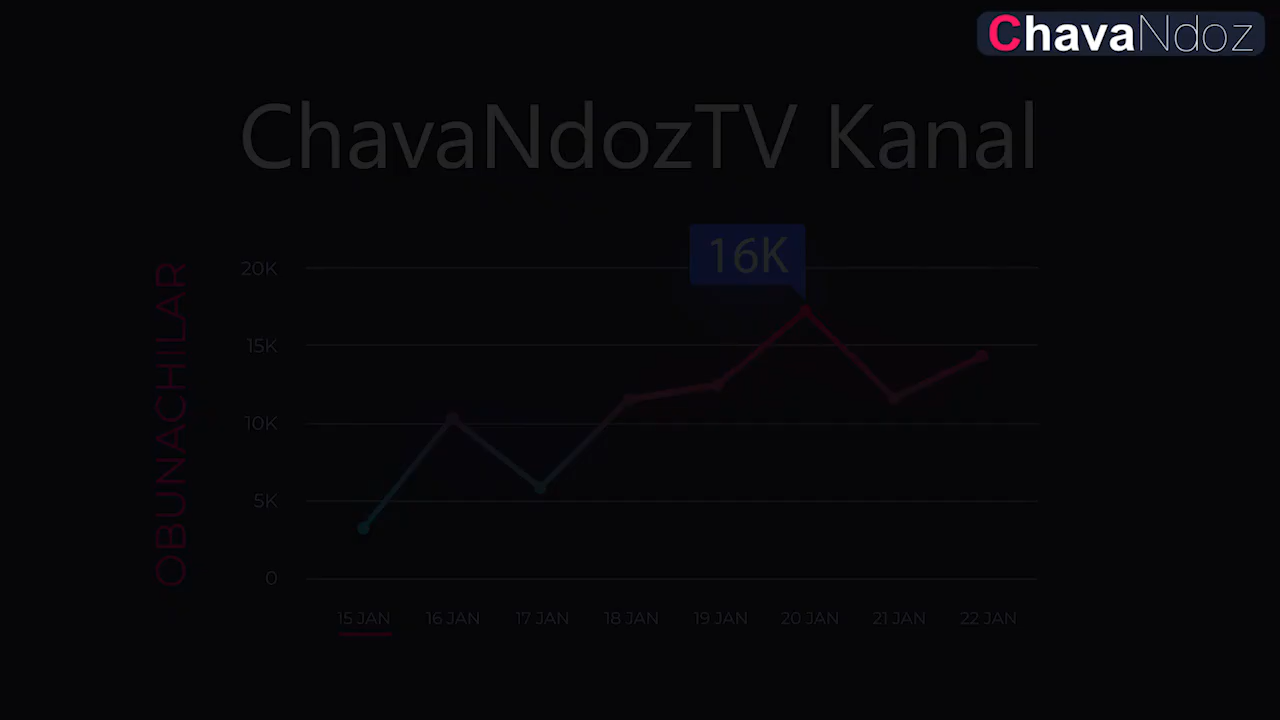 ChavaNdoz
ChavaNdozTV Kanal
16K
OBUNACHILAR
20K
15K
10K
5K
0
15 JAN 16 JAN 17 JAN 18 JAN 19 JAN 20 JAN 21 JAN 22 JAN